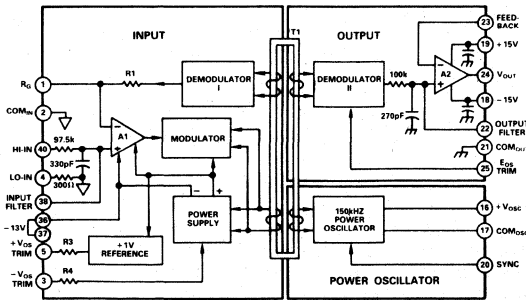 INPUT
T1
OUTPUT
23
FEED-
BACK
19
+ 15V
RG
1
R1
DEMODULATOR
I
DEMODULATOR
II
100k
−
+
A2
24
VOUT
COMIN
2
18
− 15V
−
+
A1
MODULATOR
270pF
22
OUTPUT
FILTER
HI-IN
40
97.5k
330pF
21
COMOUT
LO-IN
4
300Ω
25
EOS
TRIM
INPUT
FILTER
38
−
+
POWER
SUPPLY
150kHZ
POWER
OSCILLATOR
16
+ VOSC
−13V
36
37
17
COMOSC
+VOS
TRIM
5
R3
+1V
REFERENCE
−VOS
TRIM
3
R4
20
SYNC
POWER OSCILLATOR